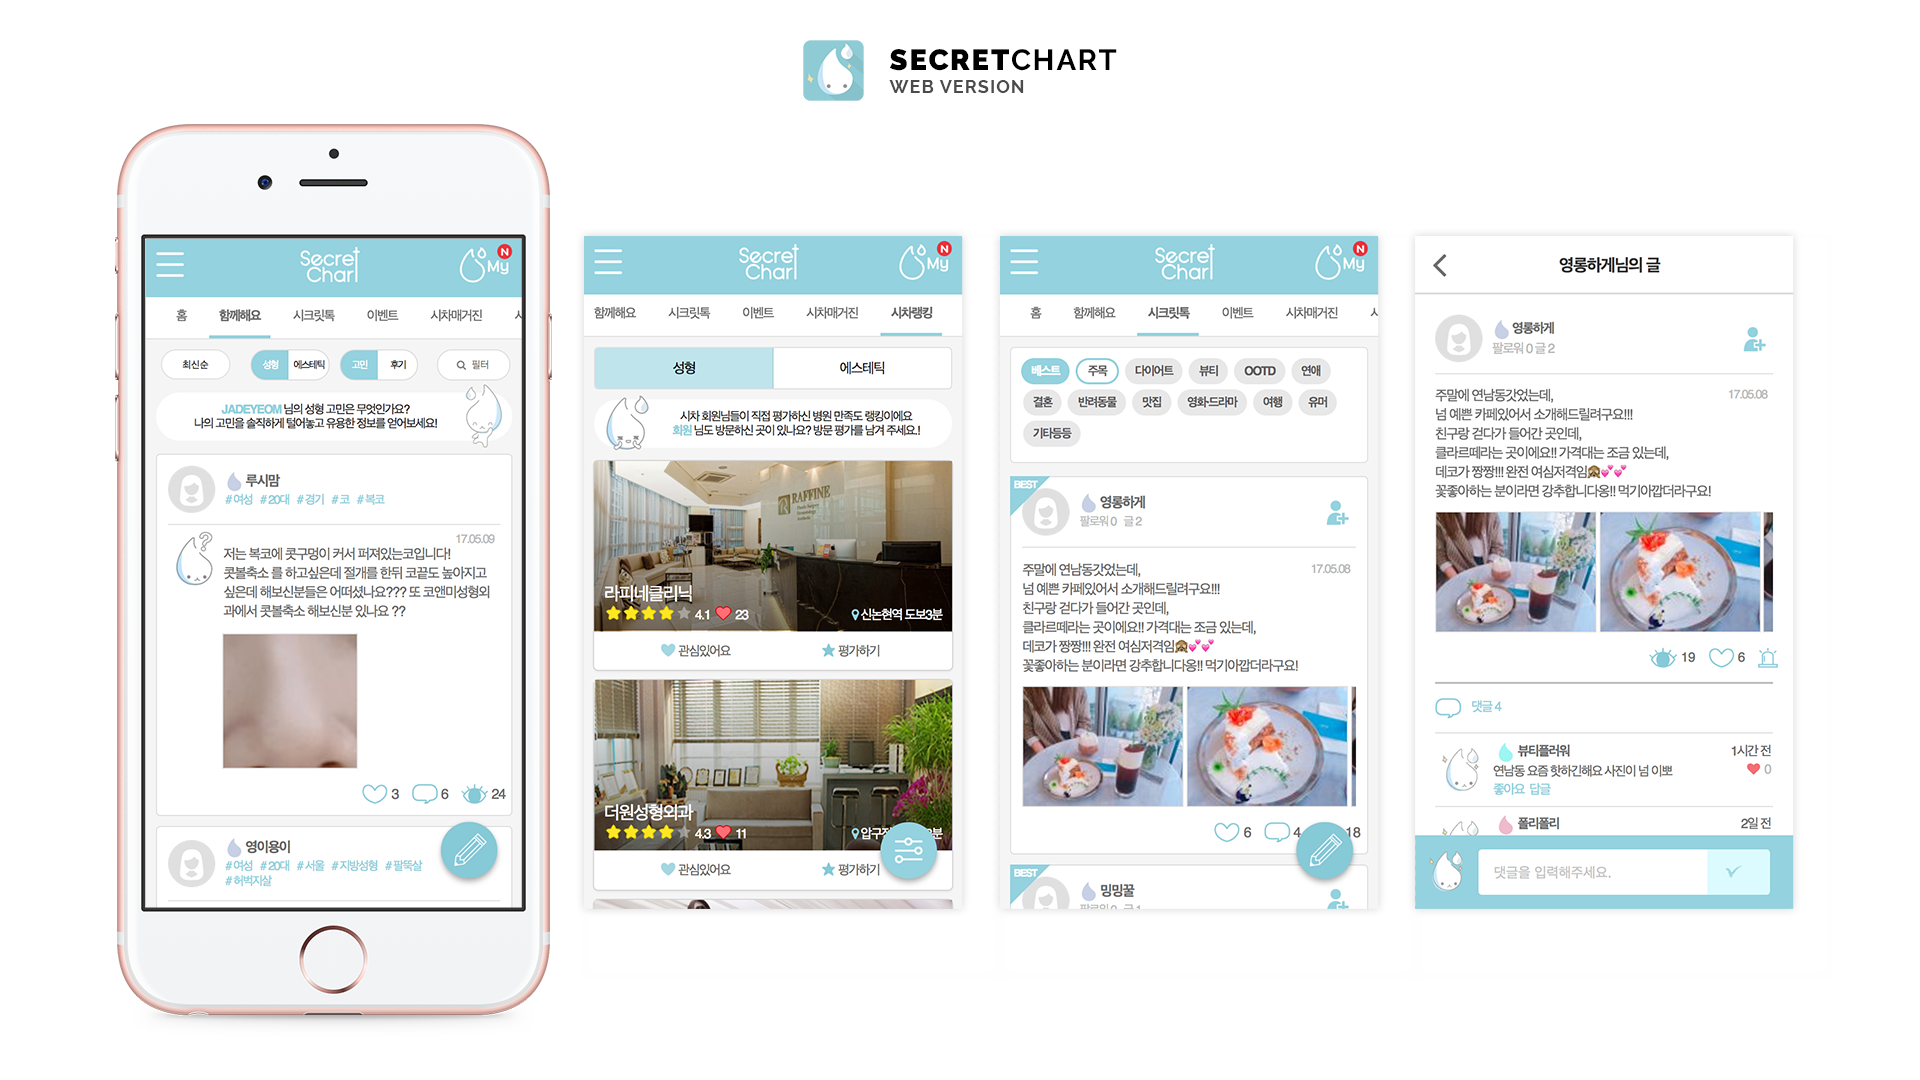 SECRETCHART
WEB VERSION
Secret
Chart
My
N
홈 함께해요 시크릿톡 이벤트 시차매거진
최신순 성형 에스테틱 고민 후기 필터
JADEYEOM 님의 성형 고민은 무엇인가요?
나의 고민을 솔직하게 털어놓고 유용한 정보를 얻어보세요!
루시맘
#여성 #20대 #경기 #코 #복코
17.05.09
저는 복코에 콧구멍이 커서 퍼져있는코입니다!
콧볼축소 를 하고싶은데 절개를 한뒤 코끝도 높아지고
싶은데 해보신분들은 어떠셨나요??? 또 코앤미성형외
과에서 콧볼축소 해보신분 있나요 ??
3 6 24
영이용이
#여성 #20대 #서울 #지방성형 #팔뚝살
#허벅지살
Secret
Chart
My
N
함께해요 시크릿톡 이벤트 시차매거진 시차랭킹
성형 에스테틱
시차 회원님들이 직접 평가하신 병원 만족도 랭킹이에요
회원 님도 방문하신 곳이 있나요? 방문 평가를 남겨 주세요.!
RAFFINE
라피네클리닉
4.1 23 신논현역 도보3분
관심있어요 평가하기
더원성형외과
4.3 11
관심있어요 평가하기
Secret
Chart
My
N
홈 함께해요 시크릿톡 이벤트 시차매거진
베스트 주목 다이어트 뷰티 OOTD 연애
결혼 반려동물 맛집 영화·드라마 여행 유머
기타등등
BEST
영롱하게
팔로워 0 글 2
17.05.08
주말에 연남동갔었는데,
넘 예쁜 카페있어서 소개해드릴려구요!!!
친구랑 걷다가 들어간 곳인데,
클라르떼라는 곳이에요!! 가격대는 조금 있는데,
데코가 짱짱!!! 완전 여심저격임🙈💕💕
꽃좋아하는 분이라면 강추합니다옹!! 먹기아깝더라구요!
6 4 18
BEST
밍밍꿀
팔로워 0 글 1
영롱하게님의 글
영롱하게
팔로워 0 글 2
17.05.08
주말에 연남동갔었는데,
넘 예쁜 카페있어서 소개해드릴려구요!!!
친구랑 걷다가 들어간 곳인데,
클라르떼라는 곳이에요!! 가격대는 조금 있는데,
데코가 짱짱!!! 완전 여심저격임🙈💕💕
꽃좋아하는 분이라면 강추합니다옹!! 먹기아깝더라구요!
19 6
댓글 4
뷰티플러워 1시간 전
연남동 요즘 핫하긴해요 사진이 넘 이뽀 0
좋아요 답글
폴리폴리 2일 전
댓글을 입력해주세요.